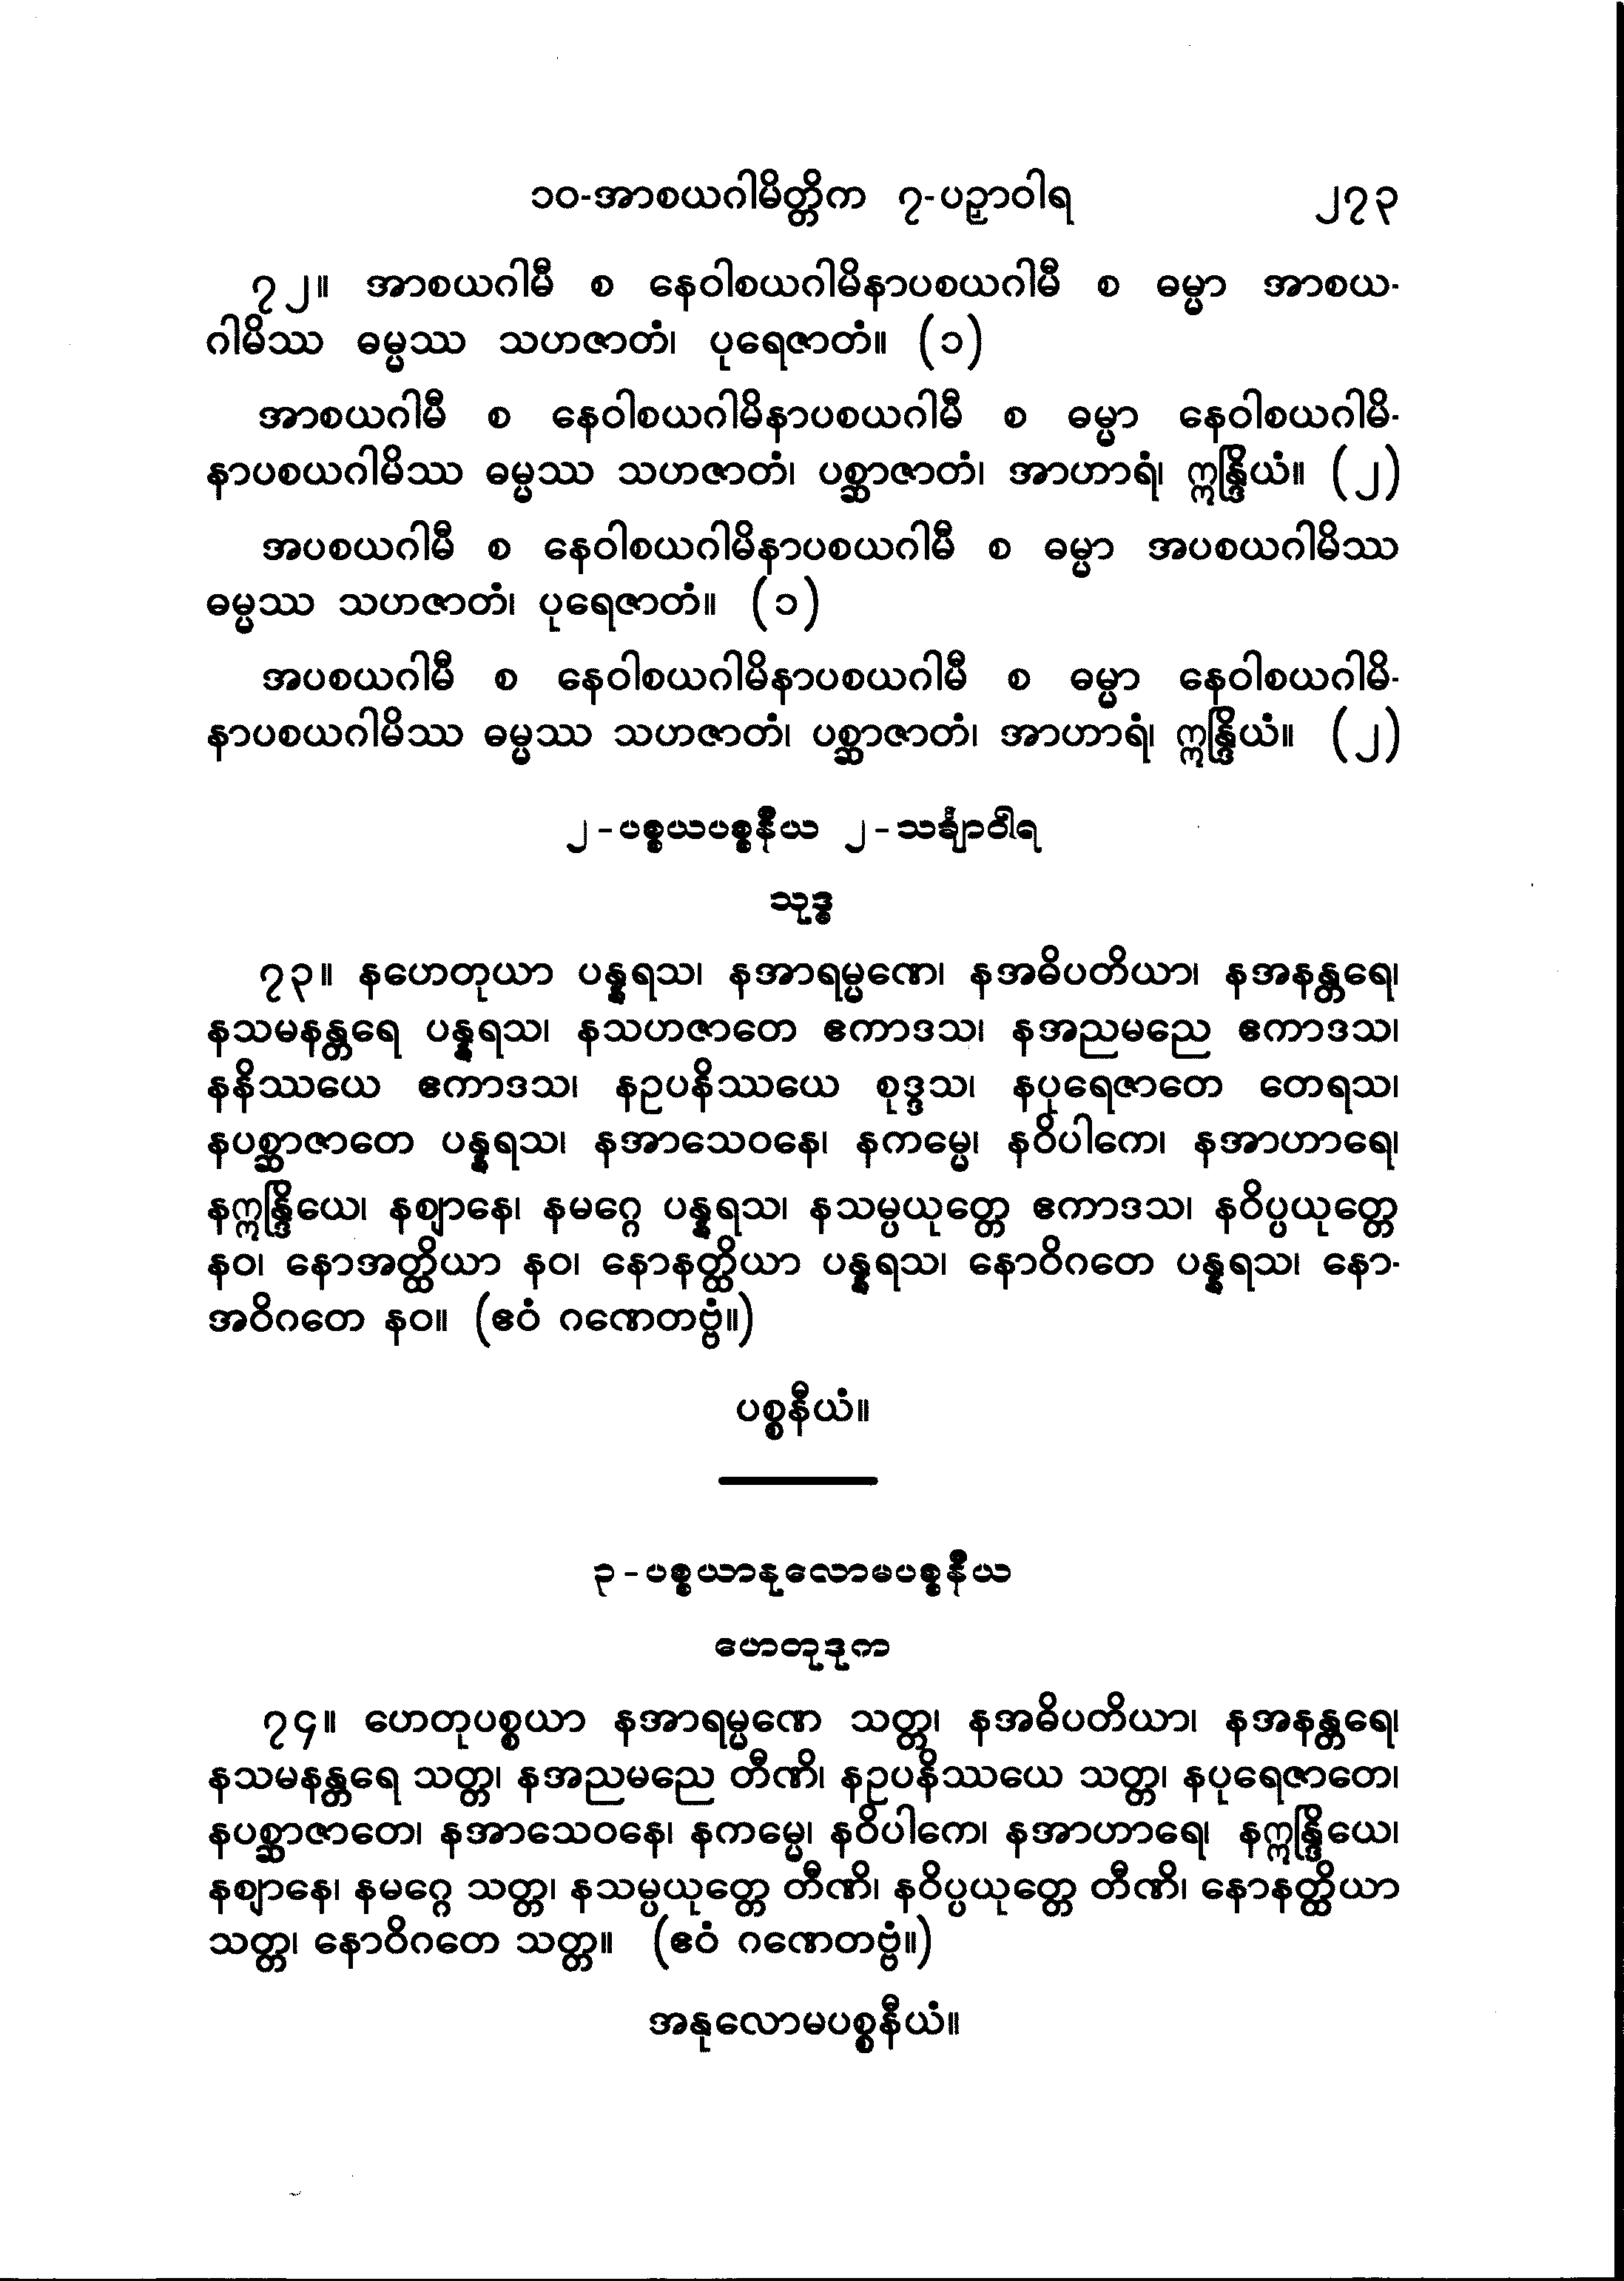 ၁၀-အာစယဂါမိတ္တိက ၇-ပဉှာဝါရ ၂၇၃
၇၂။ အာစယဂါမီ စ နေဝါစယဂါမိနာပစယဂါမီ စ ဓမ္မာ အာစယ-
ဂါမိဿ ဓမ္မဿ သဟဇာတံ၊ ပုရေဇာတံ။ (၁)
အာစယဂါမီ စ နေဝါစယဂါမိနာပစယဂါမီ စ ဓမ္မာ နေဝါစယဂါမိ-
နာပစယဂါမိဿ ဓမ္မဿ သဟဇာတံ၊ ပစ္ဆာဇာတံ၊ အာဟာရံ၊ ဣန္ဒြိယံ။ (၂)
အပစယဂါမီ စ နေဝါစယဂါမိနာပစယဂါမီ စ ဓမ္မာ အပစယဂါမိဿ
ဓမ္မဿ သဟဇာတံ၊ ပုရေဇာတံ။ (၁)
အပစယဂါမီ စ နေဝါစယဂါမိနာပစယဂါမီ စ ဓမ္မာ နေဝါစယဂါမိ-
နာပစယဂါမိဿ ဓမ္မဿ သဟဇာတံ၊ ပစ္ဆာဇာတံ၊ အာဟာရံ၊ ဣန္ဒြိယံ။ (၂)
၂-ပစ္စယပစ္စနီယ ၂-သင်္ချာဝါရ
သုဒ္ဓ
၇၃။ နဟေတုယာ ပန္နရသ၊ နအာရမ္မဏေ၊ နအဓိပတိယာ၊ နအနန္တရေ၊
နသမနန္တရေ ပန္နရသ၊ နသဟဇာတေ ဧကာဒသ၊ နအညမညေ ဧကာဒသ၊
နနိဿယေ ဧကာဒသ၊ နဥပနိဿယေ စုဒ္ဒသ၊ နပုရေဇာတေ တေရသ၊
နပစ္ဆာဇာတေ ပန္နရသ၊ နအာသေဝနေ၊ နကမ္မေ၊ နဝိပါကေ၊ နအာဟာရေ၊
နဣန္ဒြိယေ၊ နဈာနေ၊ နမဂ္ဂေ ပန္နရသ၊ နသမ္ပယုတ္တေ ဧကာဒသ၊ နဝိပ္ပယုတ္တေ
နဝ၊ နောအတ္ထိယာ နဝ၊ နောနတ္ထိယာ ပန္နရသ၊ နောဝိဂတေ ပန္နရသ၊ နော-
အဝိဂတေ နဝ။ (ဧဝံ ဂဏေတဗ္ဗံ။)
ပစ္စနီယံ။
၃-ပစ္စယာနုလောမပစ္စနီယ
ဟေတုဒုက
၇၄။ ဟေတုပစ္စယာ နအာရမ္မဏေ သတ္တ၊ နအဓိပတိယာ၊ နအနန္တရေ၊
နသမနန္တရေ သတ္တ၊ နအညမညေ တီဏိ၊ နဥပနိဿယေ သတ္တ၊ နပုရေဇာတေ၊
နပစ္ဆာဇာတေ၊ နအာသေဝနေ၊ နကမ္မေ၊ နဝိပါကေ၊ နအာဟာရေ၊ နဣန္ဒြိယေ၊
နဈာနေ၊ နမဂ္ဂေ သတ္တ၊ နသမ္ပယုတ္တေ တီဏိ၊ နဝိပ္ပယုတ္တေ တီဏိ၊ နောနတ္ထိယာ
သတ္တ၊ နောဝိဂတေ သတ္တ။ (ဧဝံ ဂဏေတဗ္ဗံ။)
အနုလောမပစ္စနီယံ။